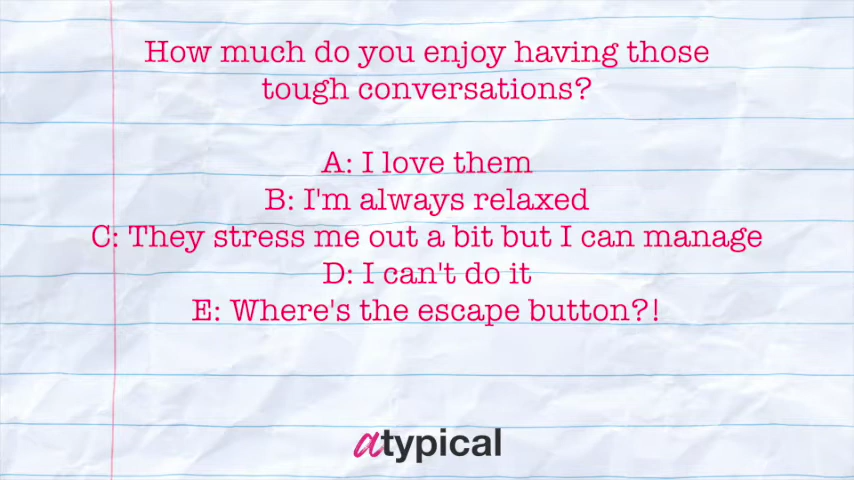 How much do you enjoy having those
tough conversations?
A: I love them
B: I'm always relaxed
C: They stress me out a bit but I can manage
D: I can't do it
E: Where's the escape button?!
atypical